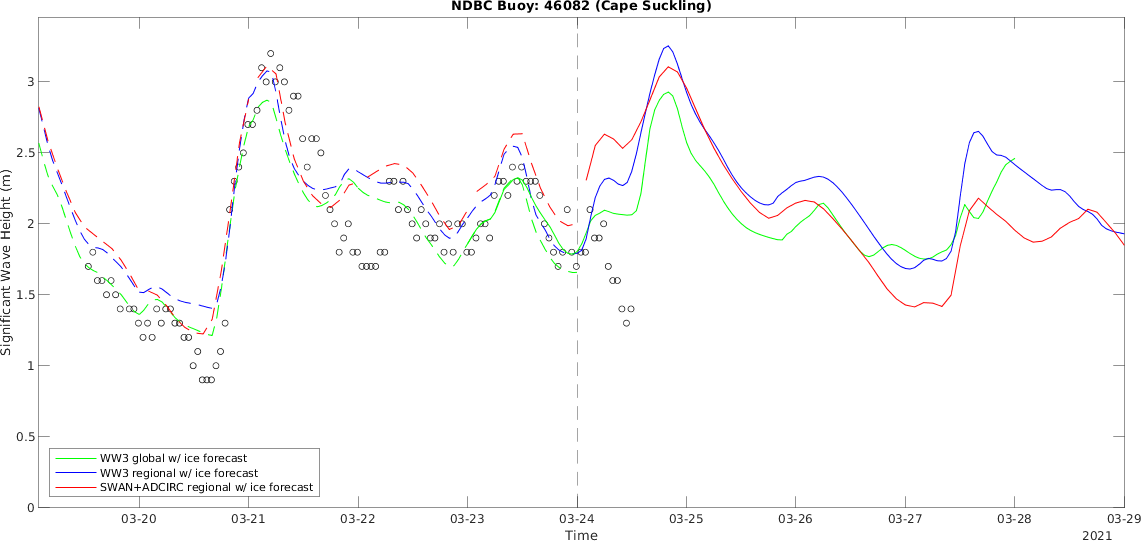 NDBC Buoy: 46082 (Cape Suckling)
Significant Wave Height (m)
3
2.5
2
1.5
1
0.5
0
WW3 global w/ ice forecast
WW3 regional w/ ice forecast
SWAN+ADCIRC regional w/ ice forecast
03-20 03-21 03-22 03-23 03-24 03-25 03-26 03-27 03-28 03-29
Time
2021